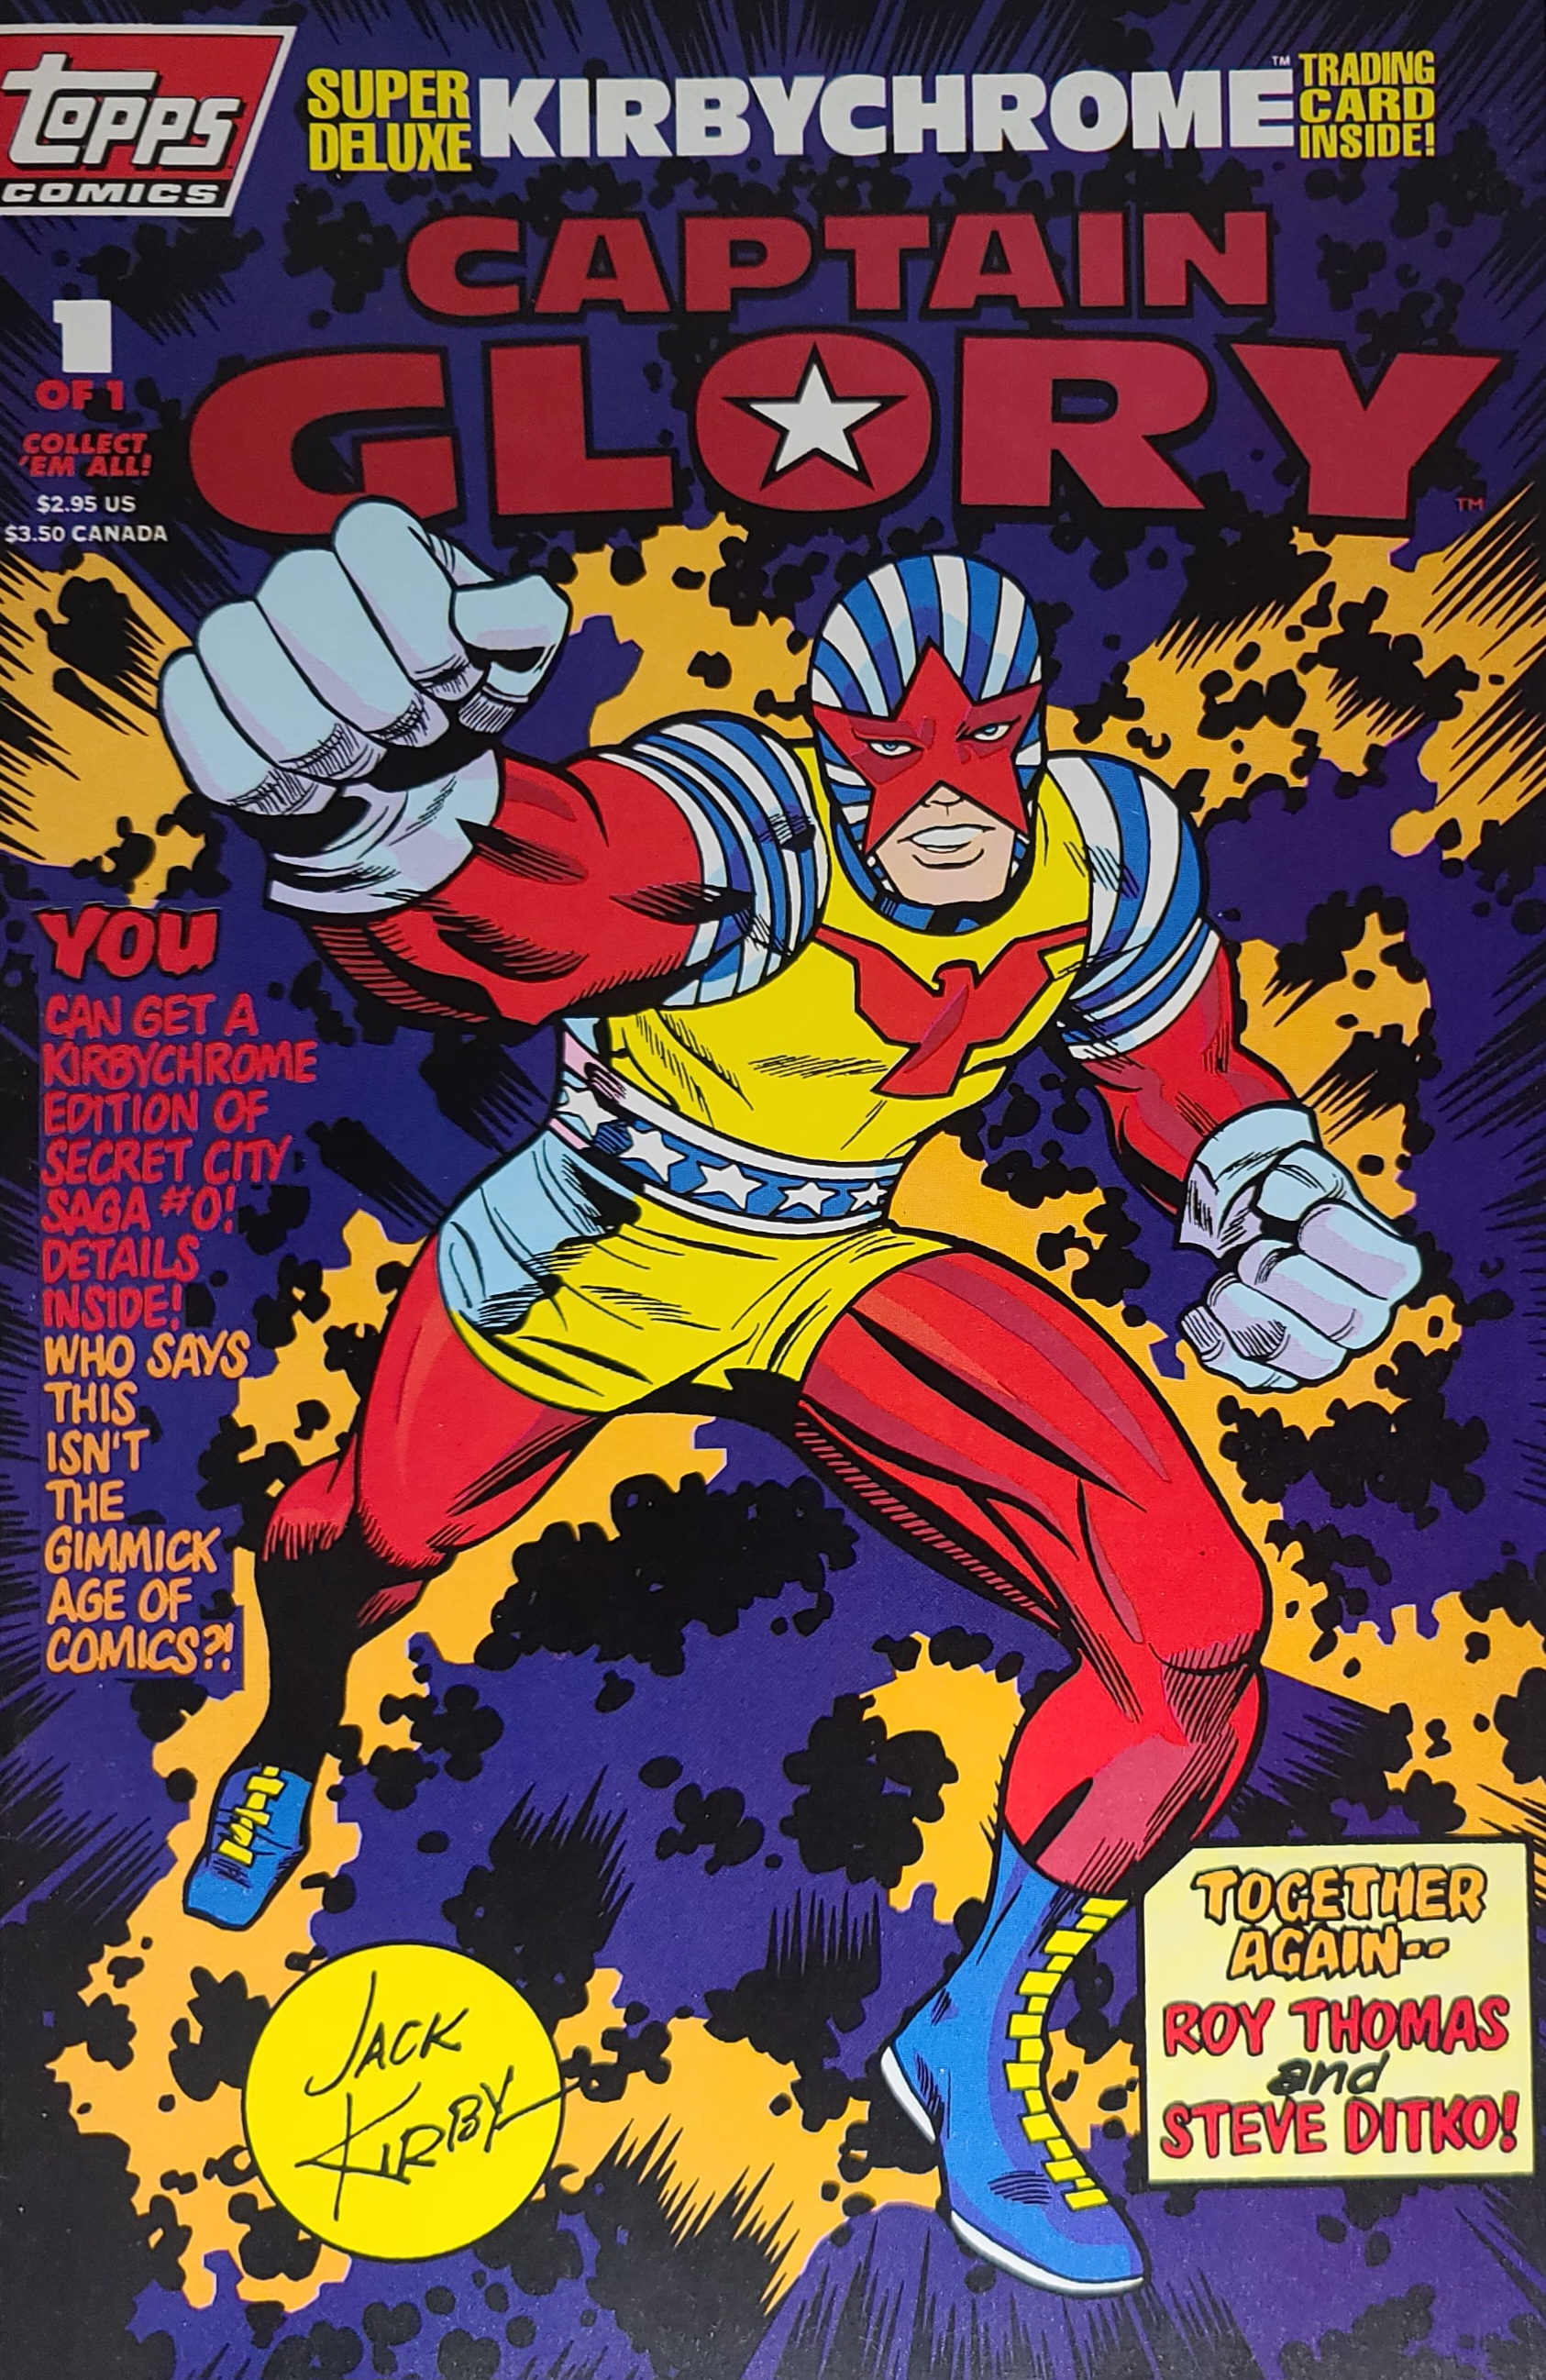 Topps
COMICS
SUPER
DELUXE
KIRBYCHROME™
TRADING
CARD
INSIDE!
CAPTAIN
GLORY™
1
OF 1
COLLECT
'EM ALL!
$2.95 US
$3.50 CANADA
YOU
CAN GET A
KIRBYCHROME
EDITION OF
SECRET CITY
SAGA #0!
DETAILS
INSIDE!
WHO SAYS
THIS
ISN'T
THE
GIMMICK
AGE OF
COMICS?!
JACK
KIRBY
TOGETHER
AGAIN--
ROY THOMAS
and
STEVE DITKO!